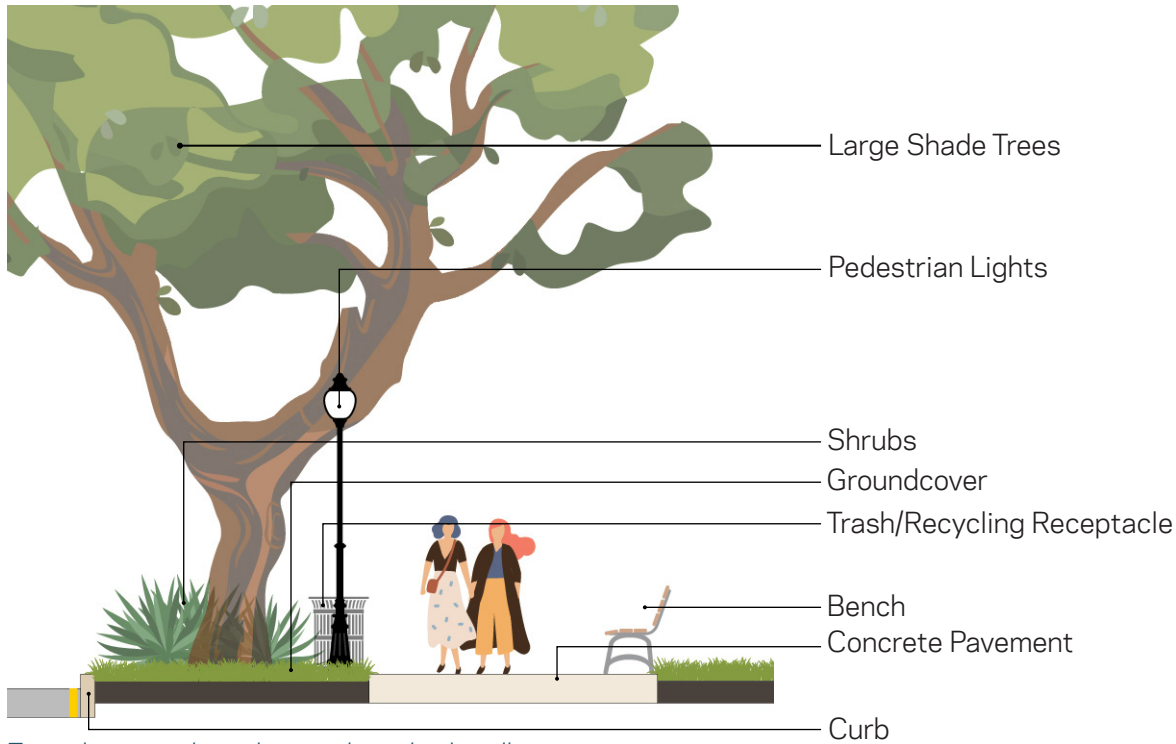 Large Shade Trees
Pedestrian Lights
Shrubs
Groundcover
Trash/Recycling Receptacle
Bench
Concrete Pavement
Curb